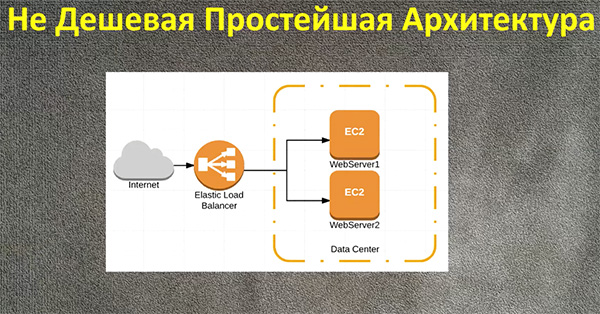 Не Дешевая Простейшая Архитектура
EC2
WebServer1
Internet
Elastic Load
Balancer
EC2
WebServer2
Data Center